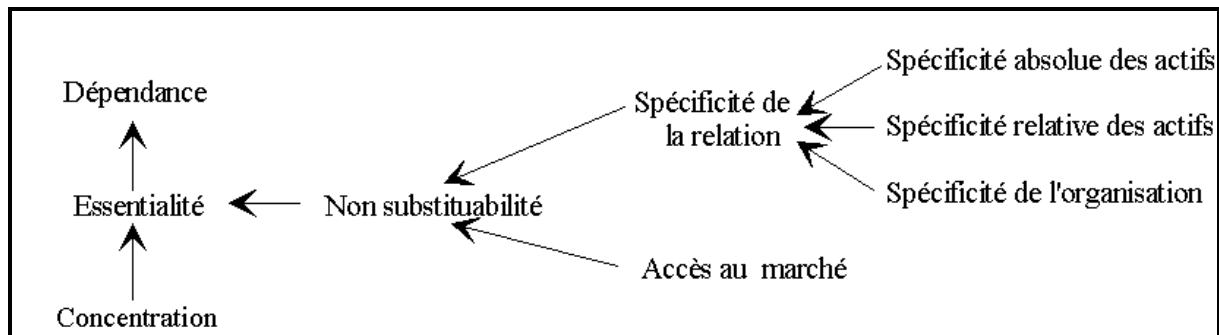 Spécificité absolue des actifs
Dépendance
Spécificité de
la relation
Spécificité relative des actifs
Essentialité
Non substituabilité
Spécificité de l'organisation
Accès au marché
Concentration